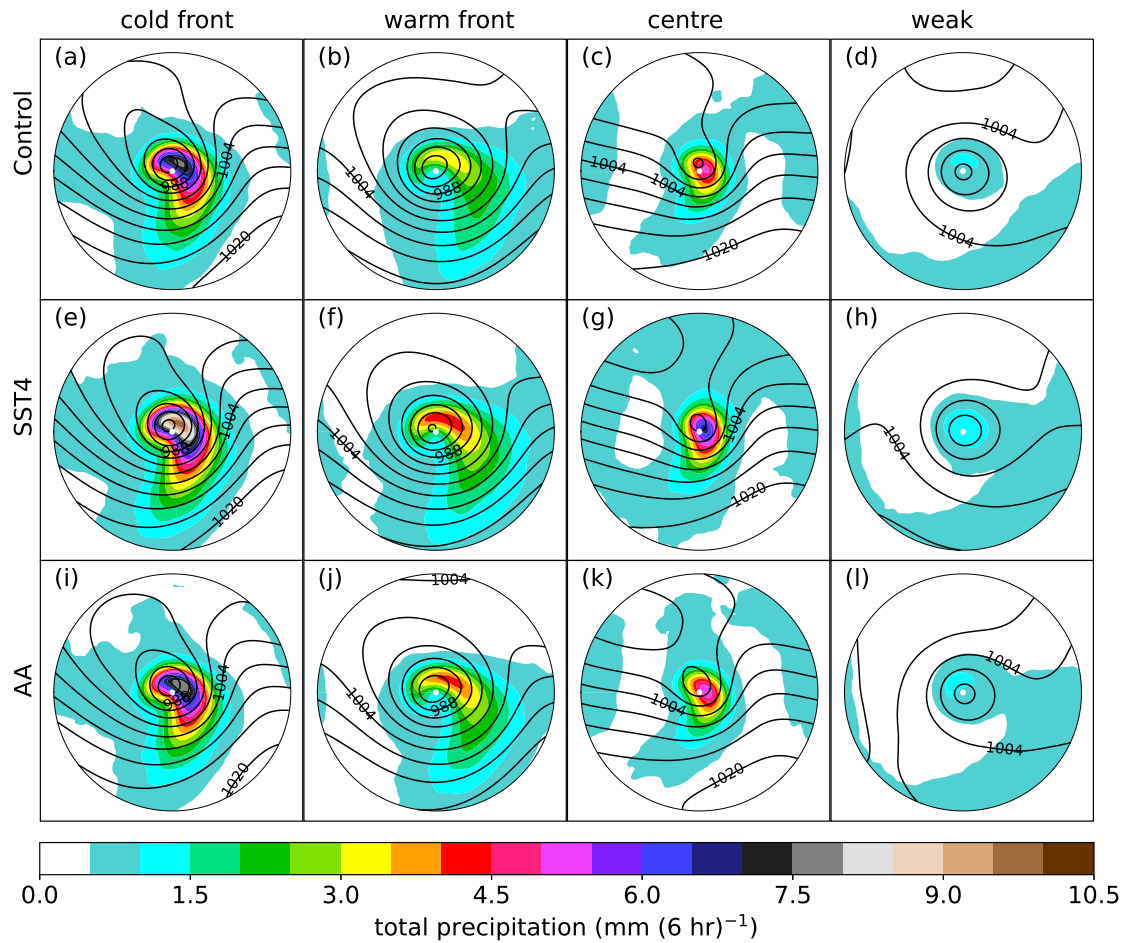 cold front warm front centre weak
Control
(a) (b) (c) (d)
1004 988 1020
1004 988
1004 1004 1020
1004 1004
SST4
(e) (f) (g) (h)
1004 988 1020
1004 988
1004 1020
1004
AA
(i) (j) (k) (l)
1004 988 1020
1004 1004 988
1004 1020
1004 1004
0.0 1.5 3.0 4.5 6.0 7.5 9.0 10.5
total precipitation (mm (6 hr)⁻¹)